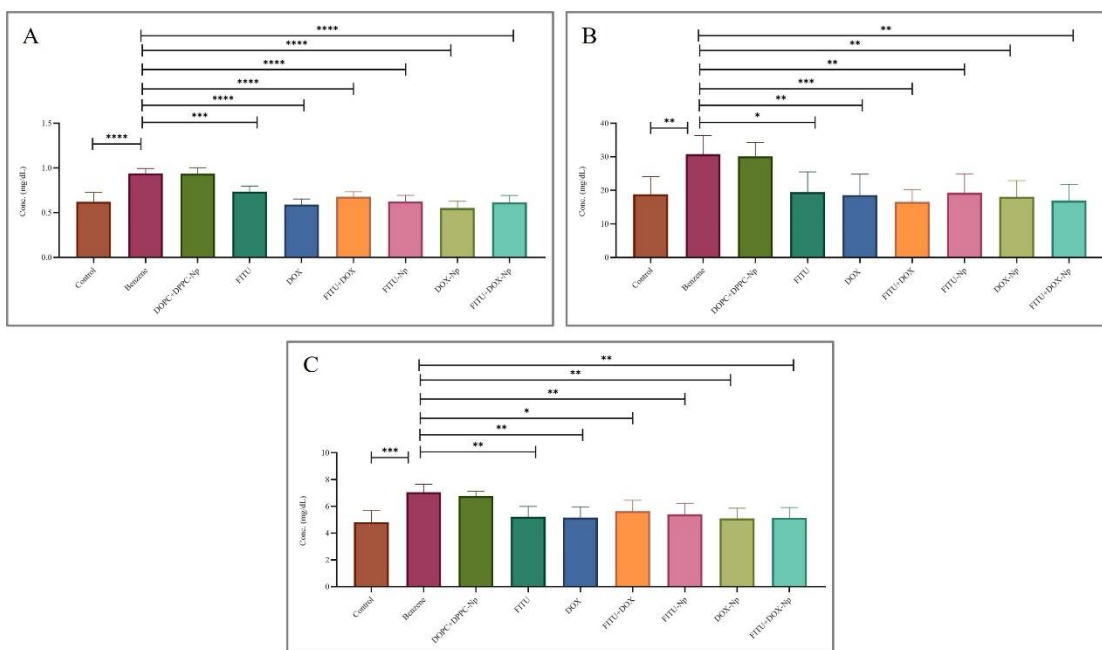 A
****
****
****
****
****
***
****
Conc. (mg/dL)
1.5
1.0
0.5
0.0
Control
Benzene
DOPC+DPPC-Np
FITU
DOX
FITU+DOX
FITU-Np
DOX-Np
FITU+DOX-Np
B
**
**
**
***
**
*
**
Conc. (mg/dL)
40
30
20
10
0
Control
Benzene
DOPC+DPPC-Np
FITU
DOX
FITU+DOX
FITU-Np
DOX-Np
FITU+DOX-Np
C
**
**
**
*
**
**
***
Conc. (mg/dL)
10
8
6
4
2
0
Control
Benzene
DOPC+DPPC-Np
FITU
DOX
FITU+DOX
FITU-Np
DOX-Np
FITU+DOX-Np